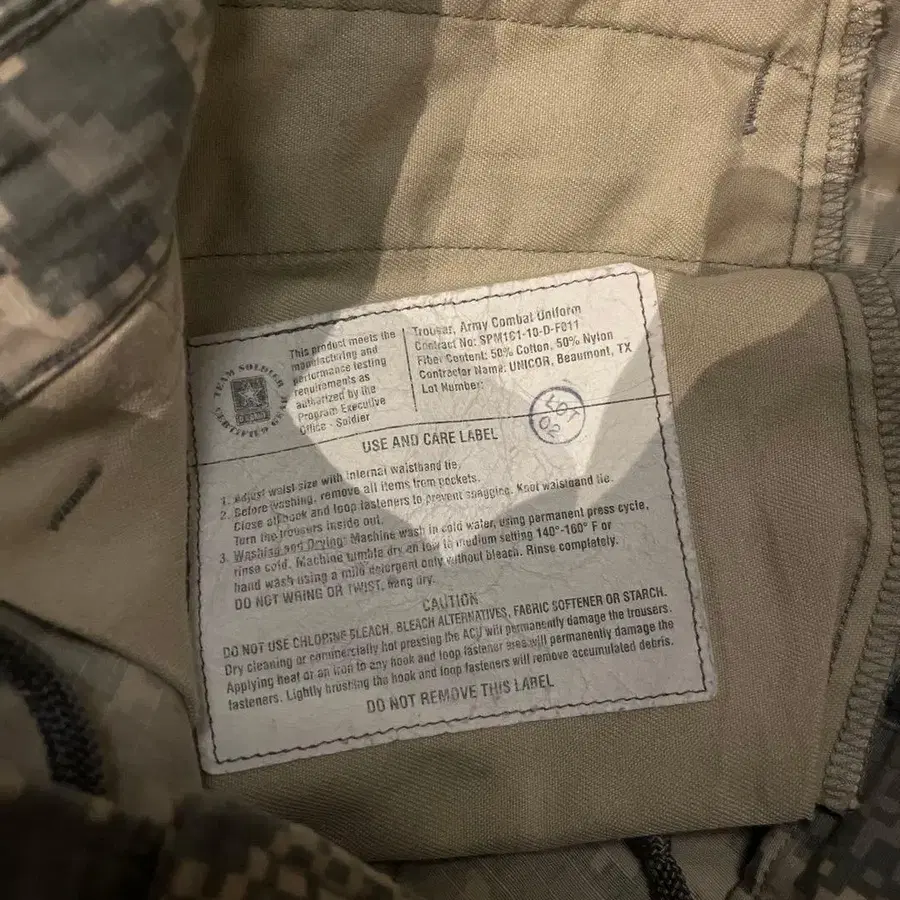 TEAM SOLDIER
CERTIFIED GEAR
This product meets the
manufacturing and
performance testing
requirements as
authorized by the
Program Executive
Office - Soldier
Trouser, Army Combat Uniform
Contract No: SPM1C1-10-D-F011
Fiber Content: 50% Cotton, 50% Nylon
Contractor Name: UNICOR, Beaumont, TX
Lot Number:
LOT
02
USE AND CARE LABEL
1. Adjust waist size with internal waistband tie.
2. Before washing, remove all items from pockets.
Close all hook and loop fasteners to prevent snagging. Knot waistband tie.
Turn the trousers inside out.
3. Washing and Drying: Machine wash in cold water, using permanent press cycle,
rinse cold. Machine tumble dry on low to medium setting 140°-160° F or
hand wash using a mild detergent only without bleach. Rinse completely.
DO NOT WRING OR TWIST, hang dry.
CAUTION
DO NOT USE CHLORINE BLEACH, BLEACH ALTERNATIVES, FABRIC SOFTENER OR STARCH.
Dry cleaning or commercially hot pressing the ACU will permanently damage the trousers.
Applying heat or an iron to any hook and loop fastener area will permanently damage the
fasteners. Lightly brushing the hook and loop fasteners will remove accumulated debris.
DO NOT REMOVE THIS LABEL